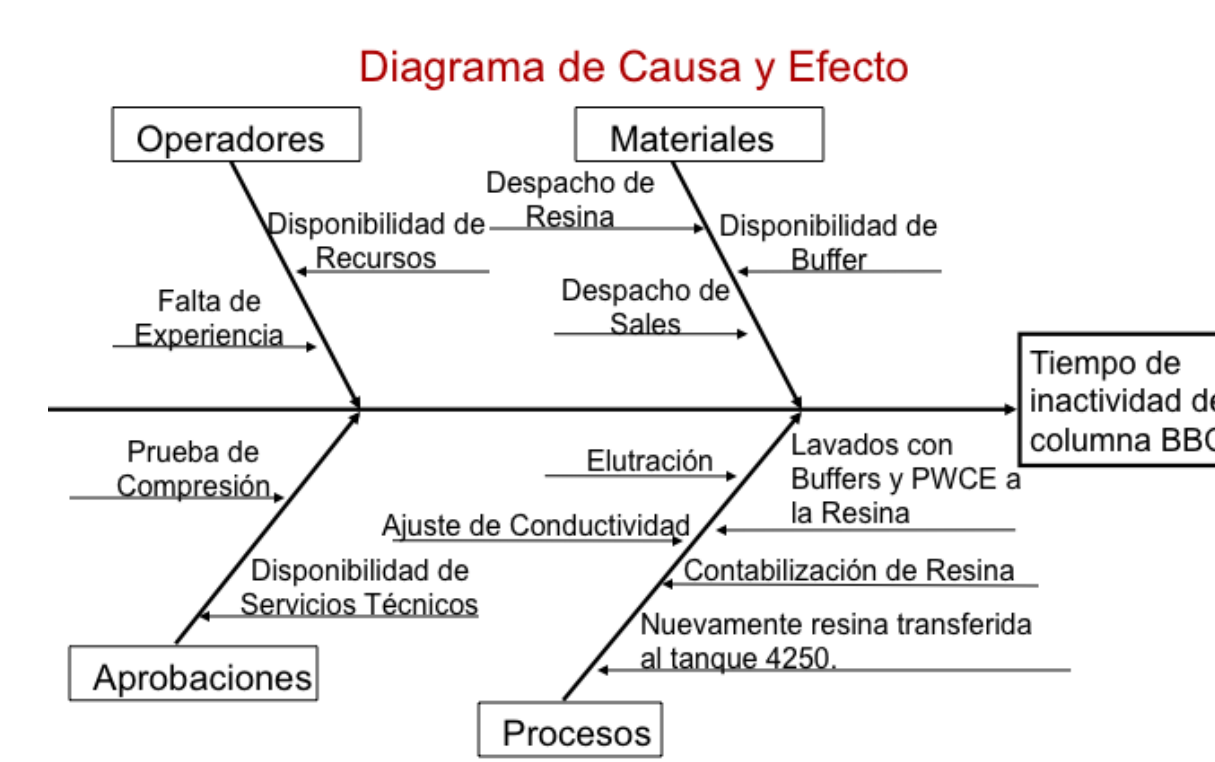 Diagrama de Causa y Efecto
Operadores
Materiales
Despacho de
Resina
Disponibilidad de
Recursos
Disponibilidad de
Buffer
Falta de
Experiencia
Despacho de
Sales
Tiempo de
inactividad de
columna
Prueba de
Compresión
Elutración
Lavados con
Buffers y PWCE a
la Resina
Ajuste de Conductividad
Disponibilidad de
Servicios Técnicos
Contabilización de Resina
Nuevamente resina transferida
al tanque 4250.
Aprobaciones
Procesos